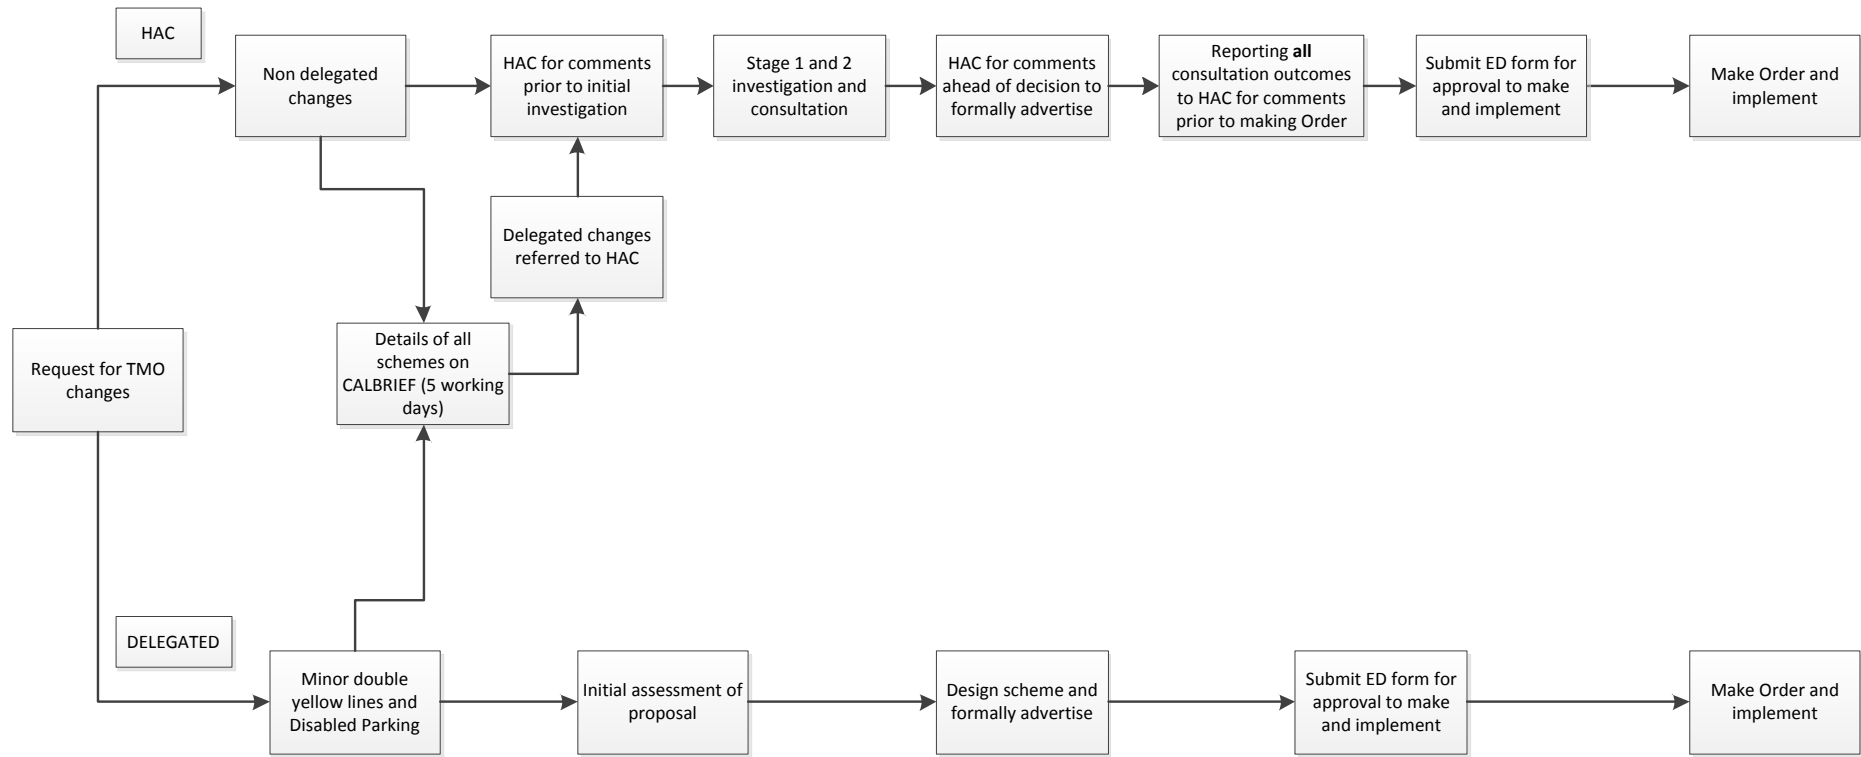 HAC
Non delegated
changes
HAC for comments
prior to initial
investigation
Stage 1 and 2
investigation and
consultation
HAC for comments
ahead of decision to
formally advertise
Reporting all
consultation outcomes
to HAC for comments
prior to making Order
Submit ED form for
approval to make
and implement
Make Order and
implement
Delegated changes
referred to HAC
Details of all
schemes on
CALBRIEF (5 working
days)
Request for TMO
changes
DELEGATED
Minor double
yellow lines and
Disabled Parking
Initial assessment of
proposal
Design scheme and
formally advertise
Submit ED form for
approval to make
and implement
Make Order and
implement